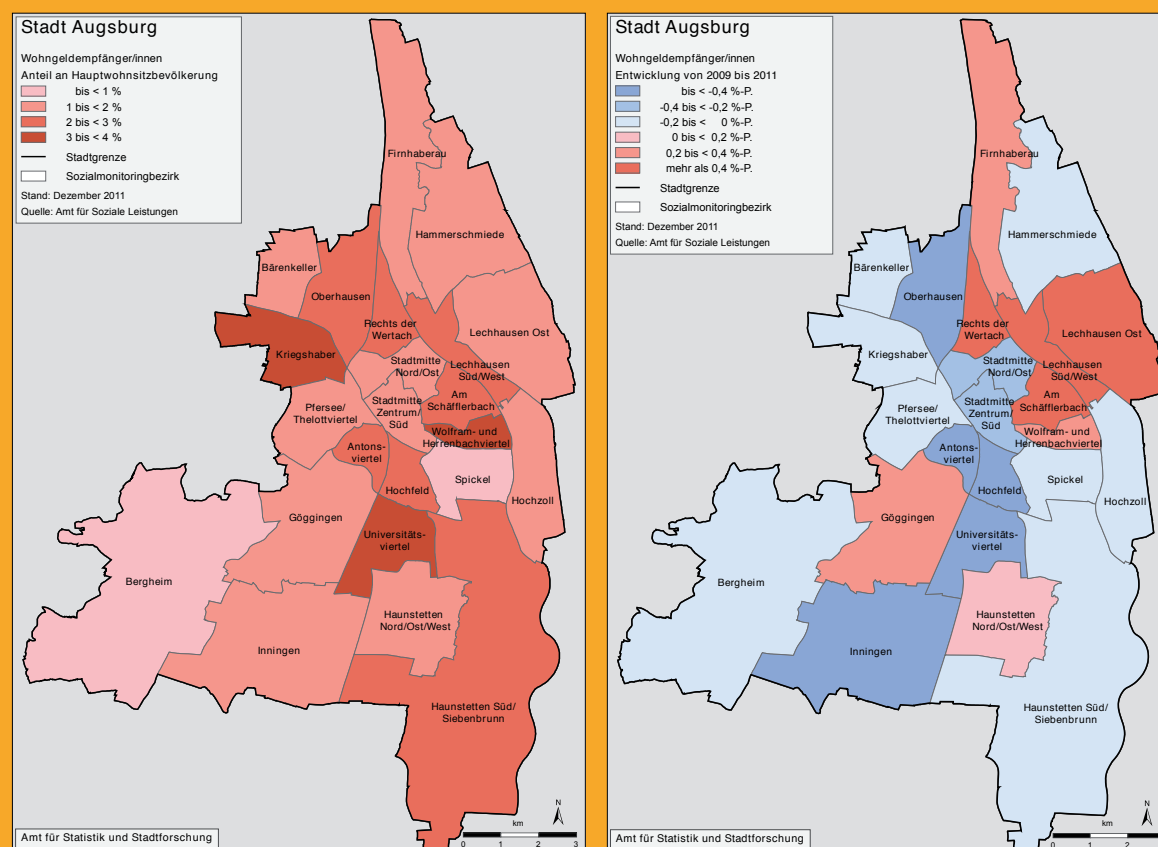 Stadt Augsburg
Wohngeldempfänger/innen
Anteil an Hauptwohnsitzbevölkerung
bis < 1 %
1 bis < 2 %
2 bis < 3 %
3 bis < 4 %
Stadtgrenze
Sozialmonitoringbezirk
Stand: Dezember 2011
Quelle: Amt für Soziale Leistungen
Firnhaberau
Hammerschmiede
Bärenkeller
Oberhausen
Rechts der
Wertach
Lechhausen Ost
Kriegshaber
Stadtmitte
Nord/Ost
Lechhausen
Süd/West
Am
Schäfflerbach
Pfersee/
Thelottviertel
Stadtmitte
Zentrum/
Süd
Wolfram- und
Herrenbachviertel
Antons-
viertel
Spickel
Hochfeld
Hochzoll
Göggingen
Universitäts-
viertel
Bergheim
Haunstetten
Nord/Ost/West
Inningen
Haunstetten Süd/
Siebenbrunn
Amt für Statistik und Stadtforschung
N
km
0 1 2 3
Stadt Augsburg
Wohngeldempfänger/innen
Entwicklung von 2009 bis 2011
bis < -0,4 %-P.
-0,4 bis < -0,2 %-P.
-0,2 bis < 0 %-P.
0 bis < 0,2 %-P.
0,2 bis < 0,4 %-P.
mehr als 0,4 %-P.
Stadtgrenze
Sozialmonitoringbezirk
Stand: Dezember 2011
Quelle: Amt für Soziale Leistungen
Firnhaberau
Hammerschmiede
Bärenkeller
Oberhausen
Rechts der
Wertach
Lechhausen Ost
Kriegshaber
Stadtmitte
Nord/Ost
Lechhausen
Süd/West
Am
Schäfflerbach
Pfersee/
Thelottviertel
Stadtmitte
Zentrum/
Süd
Wolfram- und
Herrenbachviertel
Antons-
viertel
Spickel
Hochfeld
Hochzoll
Göggingen
Universitäts-
viertel
Bergheim
Haunstetten
Nord/Ost/West
Inningen
Haunstetten Süd/
Siebenbrunn
Amt für Statistik und Stadtforschung
N
km
0 1 2